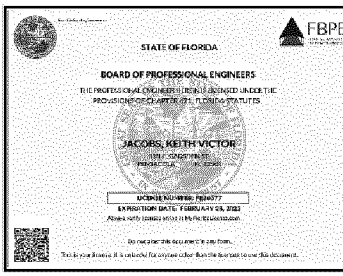 FBPE
STATE OF FLORIDA
BOARD OF PROFESSIONAL ENGINEERS
THE PROFESSIONAL ENGINEER HEREIN IS LICENSED UNDER THE
PROVISIONS OF CHAPTER 471, FLORIDA STATUTES
JACOBS, KEITH VICTOR
LICENSE NUMBER:
EXPIRATION DATE: FEBRUARY 28, 2023
Always verify licenses online at MyFloridaLicense.com
Do not alter this document in any form.
This is your license. It is unlawful for anyone other than the licensee to use this document.